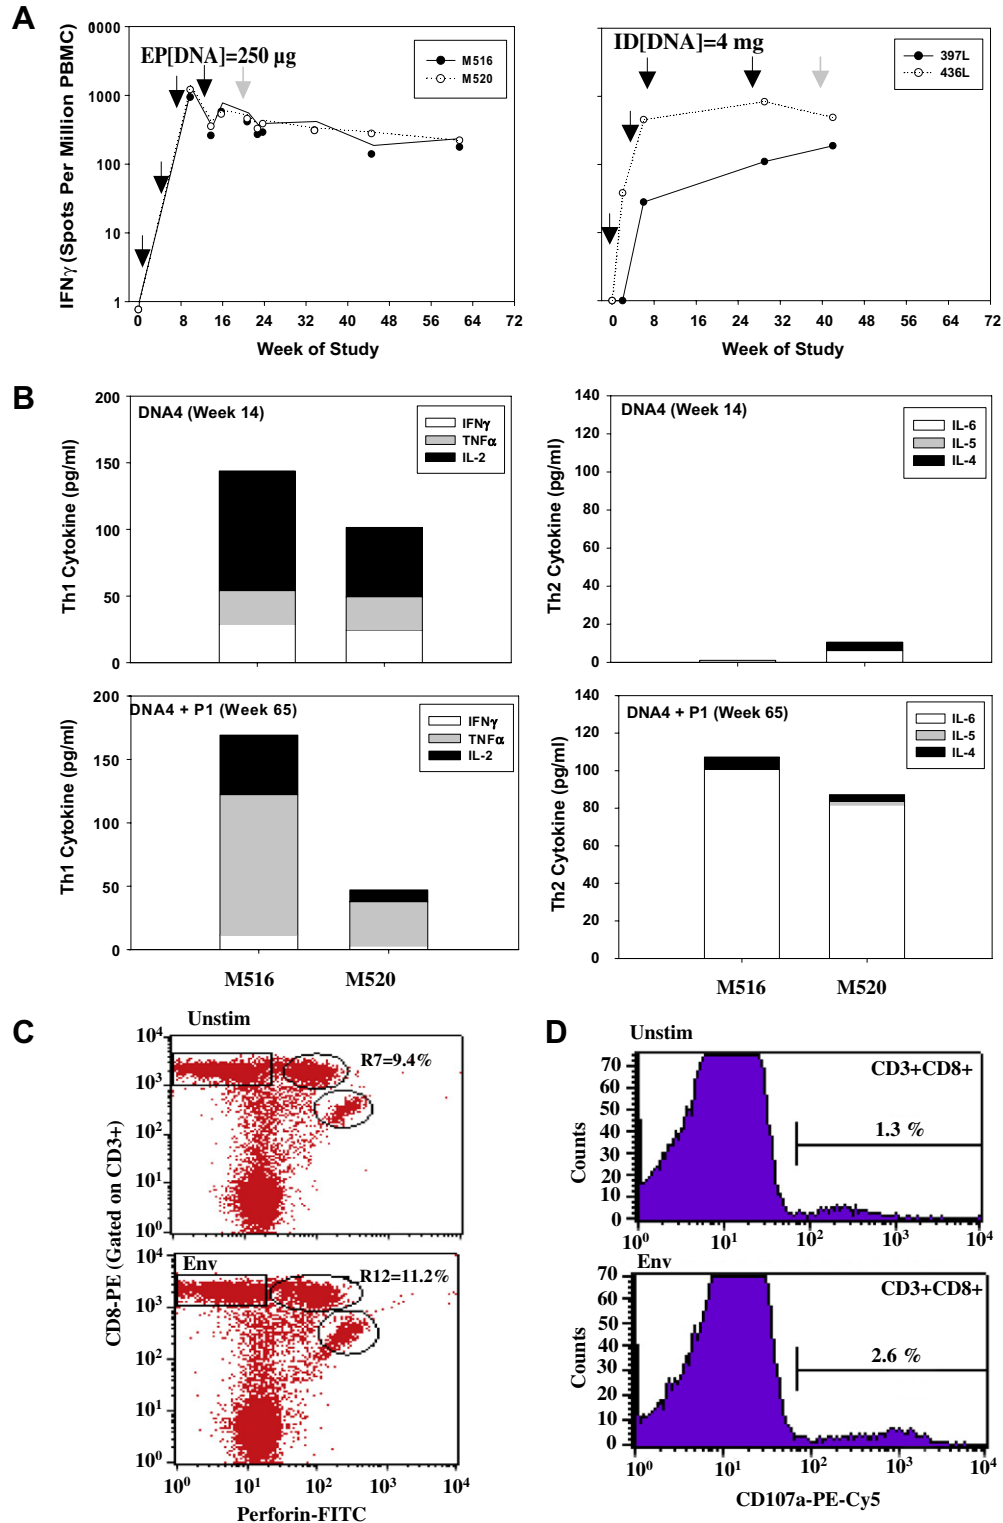 A
EP[DNA]=250 µg
M516
M520
IFNγ (Spots Per Million PBMC)
0000
1000
100
10
1
0 8 16 24 32 40 48 56 64 72
Week of Study
ID[DNA]=4 mg
397L
436L
0 8 16 24 32 40 48 56 64 72
Week of Study
B
DNA4 (Week 14)
IFNγ
TNFα
IL-2
Th1 Cytokine (pg/ml)
200
150
100
50
0
DNA4 (Week 14)
IL-6
IL-5
IL-4
Th2 Cytokine (pg/ml)
140
120
100
80
60
40
20
0
DNA4 + P1 (Week 65)
IFNγ
TNFα
IL-2
Th1 Cytokine (pg/ml)
200
150
100
50
0
M516 M520
DNA4 + P1 (Week 65)
IL-6
IL-5
IL-4
Th2 Cytokine (pg/ml)
140
120
100
80
60
40
20
0
M516 M520
C
Unstim
R7=9.4%
10⁴
10³
10²
10¹
10⁰
CD8-PE (Gated on CD3+)
Env
R12=11.2%
10⁴
10³
10²
10¹
10⁰
10⁰ 10¹ 10² 10³ 10⁴
Perforin-FITC
D
Unstim
CD3+CD8+
1.3 %
Counts
70
60
50
40
30
20
10
0
10⁰ 10¹ 10² 10³ 10⁴
Env
CD3+CD8+
2.6 %
Counts
70
60
50
40
30
20
10
0
10⁰ 10¹ 10² 10³ 10⁴
CD107a-PE-Cy5